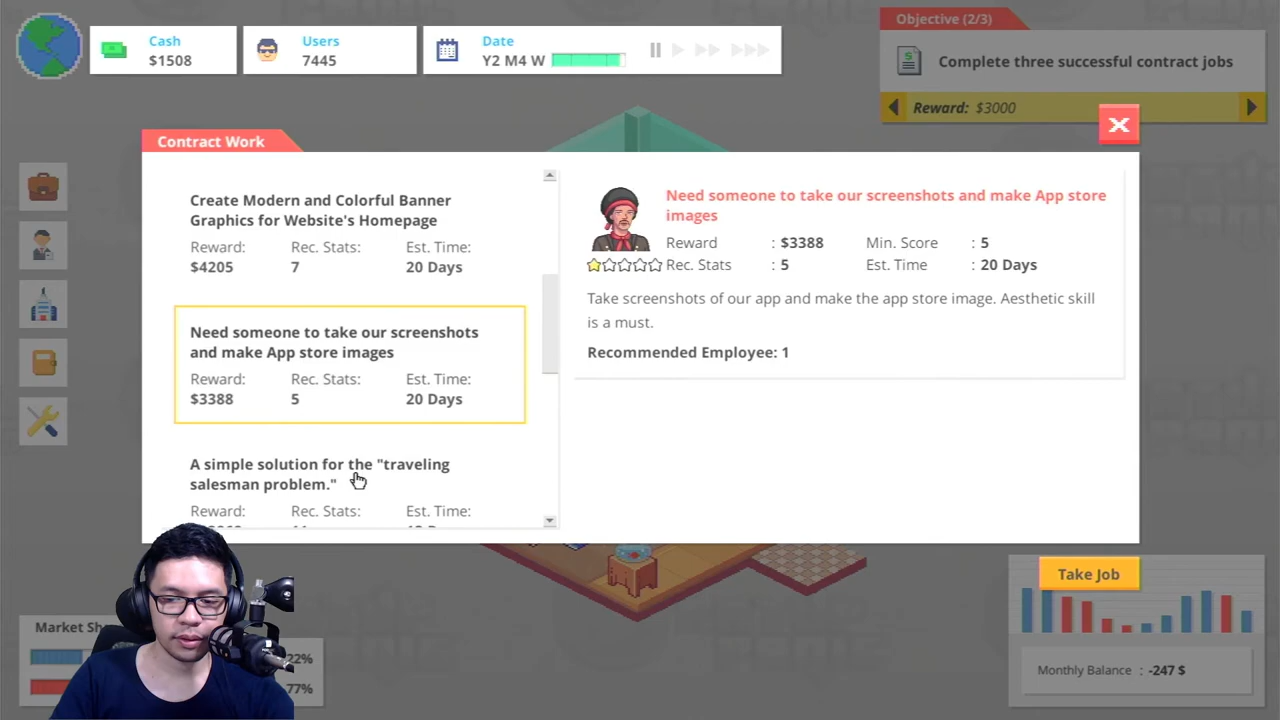 Cash
$1508
Users
7445
Date
Y2 M4 W
Objective (2/3)
Complete three successful contract jobs
Reward: $3000
Contract Work
Create Modern and Colorful Banner
Graphics for Website's Homepage
Reward: Rec. Stats: Est. Time:
$4205 7 20 Days
Need someone to take our screenshots
and make App store images
Reward: Rec. Stats: Est. Time:
$3388 5 20 Days
A simple solution for the "traveling
salesman problem."
Reward: Rec. Stats: Est. Time:
Need someone to take our screenshots and make App store
images
Reward : $3388 Min. Score : 5
Rec. Stats : 5 Est. Time : 20 Days
Take screenshots of our app and make the app store image. Aesthetic skill
is a must.
Recommended Employee: 1
Take Job
Monthly Balance : -247 $
Market Sh
22%
77%